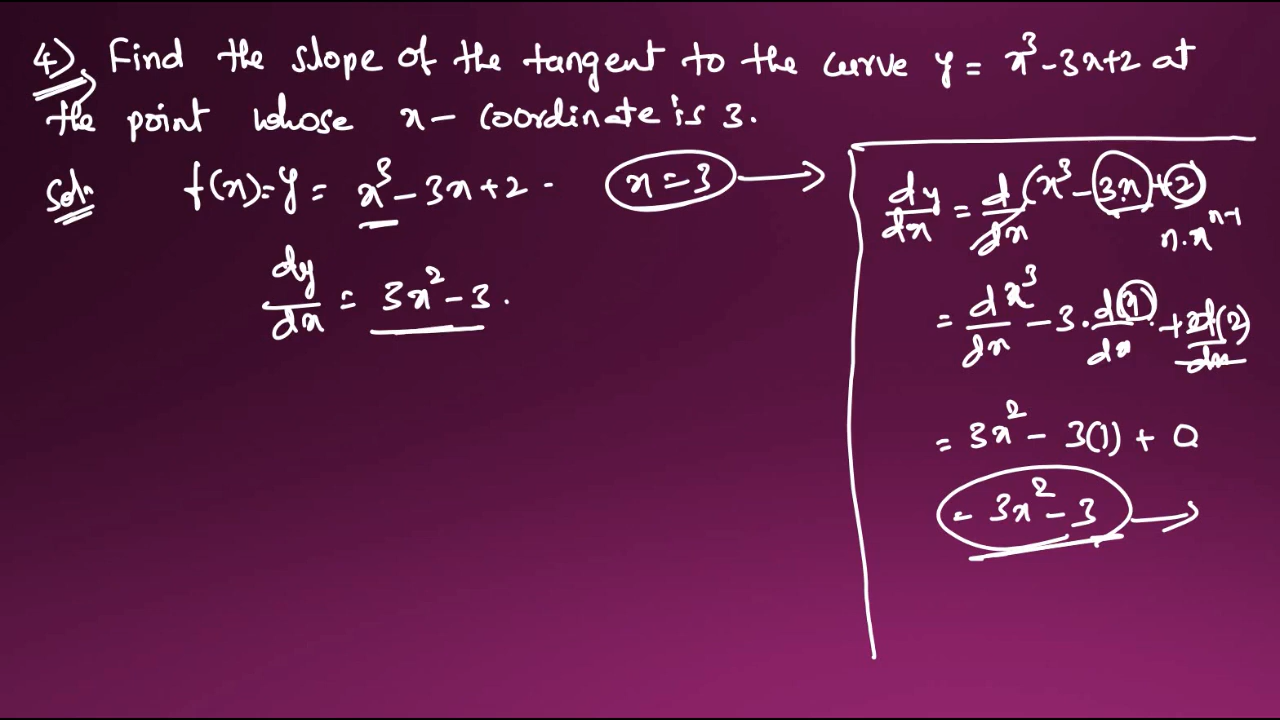 4). Find the slope of the tangent to the curve y = x³-3x+2 at
the point whose x- coordinate is 3.
Soln f(x)=y = x³-3x+2 x=3
dy/dx = 3x²-3.
dy/dx = d/dx (x³-3x+2)
n.xⁿ⁻¹
= dx³/dx - 3.d(x)/dx + d(2)/dx
= 3x² - 3(1) + 0
= 3x² - 3